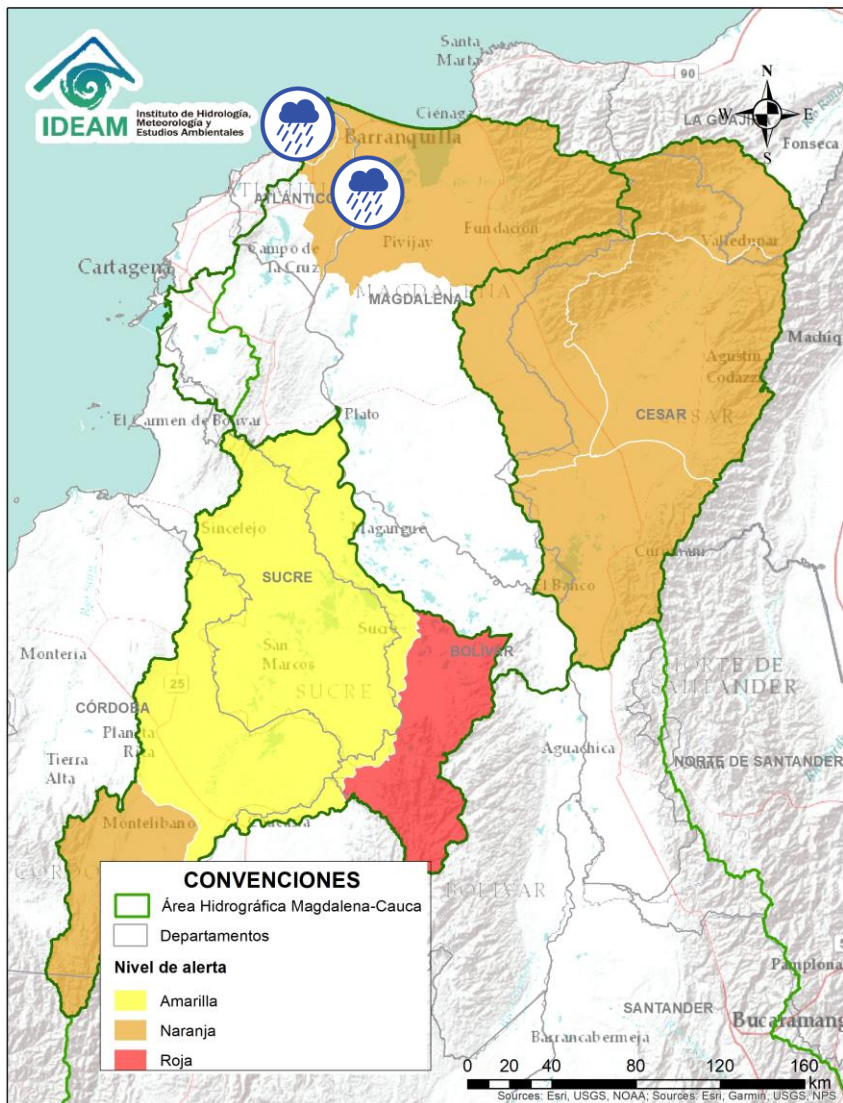 IDEAM
Instituto de Hidrología,
Meteorología y
Estudios Ambientales
Santa
Marta
90
N
W
E
S
LA GUAJIRA
Fonseca
Ciénaga
Barranquilla
ATLÁNTICO
Pivijay
Fundación
Valledupar
Campo de
la Cruz
Cartagena
MAGDALENA
Machiq
Agustín
Codazzi
CESAR
El Carmen de Bolívar
Plato
Sincelejo
Magangue
SUCRE
El Banco
Sucre
San
Marcos
SUCRE
BOLÍVAR
Montería
25
NORTE DE
SANTANDER
CÓRDOBA
Planeta
Rica
Tierra
Alta
Aguachica
NORTE DE SANTANDER
Montelibano
BOLÍVAR
CONVENCIONES
Área Hidrográfica Magdalena-Cauca
Departamentos
Nivel de alerta
Amarilla
Naranja
Roja
Pamplona
SANTANDER
Bucaramang
Barrancabermeja
0 20 40 80 120 160
km
Sources: Esri, USGS, NOAA; Sources: Esri, Garmin, USGS, NPS